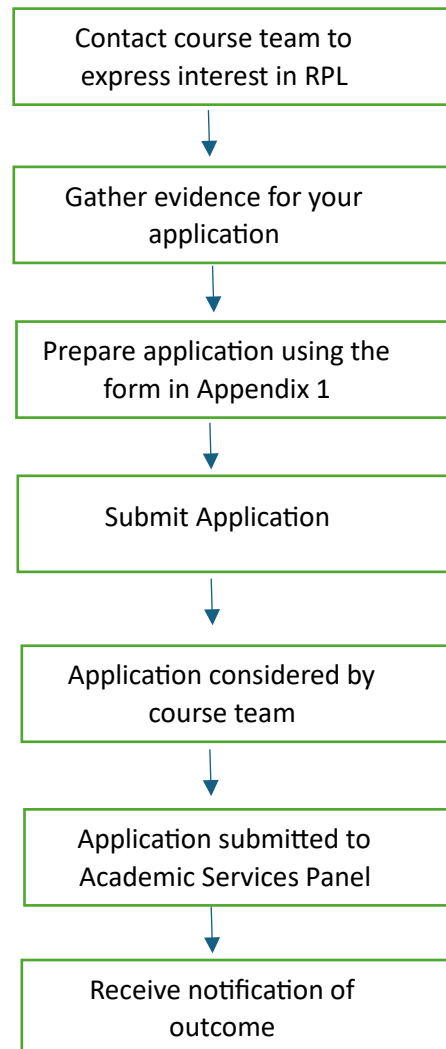 Contact course team to
express interest in RPL
Gather evidence for your
application
Prepare application using the
form in Appendix 1
Submit Application
Application considered by
course team
Application submitted to
Academic Services Panel
Receive notification of
outcome